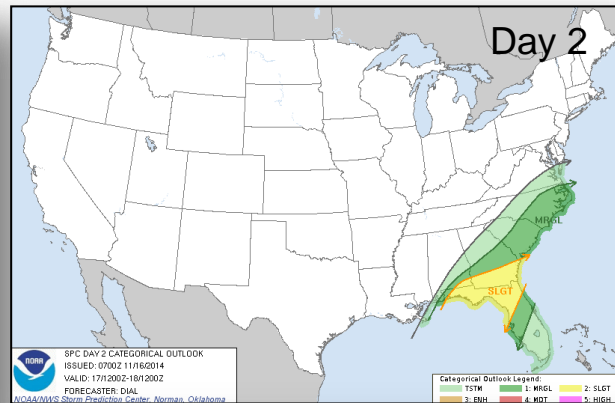 Day 2
MRGL
SLGT
NOAA
SPC DAY 2 CATEGORICAL OUTLOOK
ISSUED: 0700Z 11/16/2014
VALID: 17/1200Z-18/1200Z
FORECASTER: DIAL
NOAA/NWS Storm Prediction Center, Norman, Oklahoma
Categorical Outlook Legend:
TSTM 1: MRGL 2: SLGT
3: ENH 4: MDT 5: HIGH